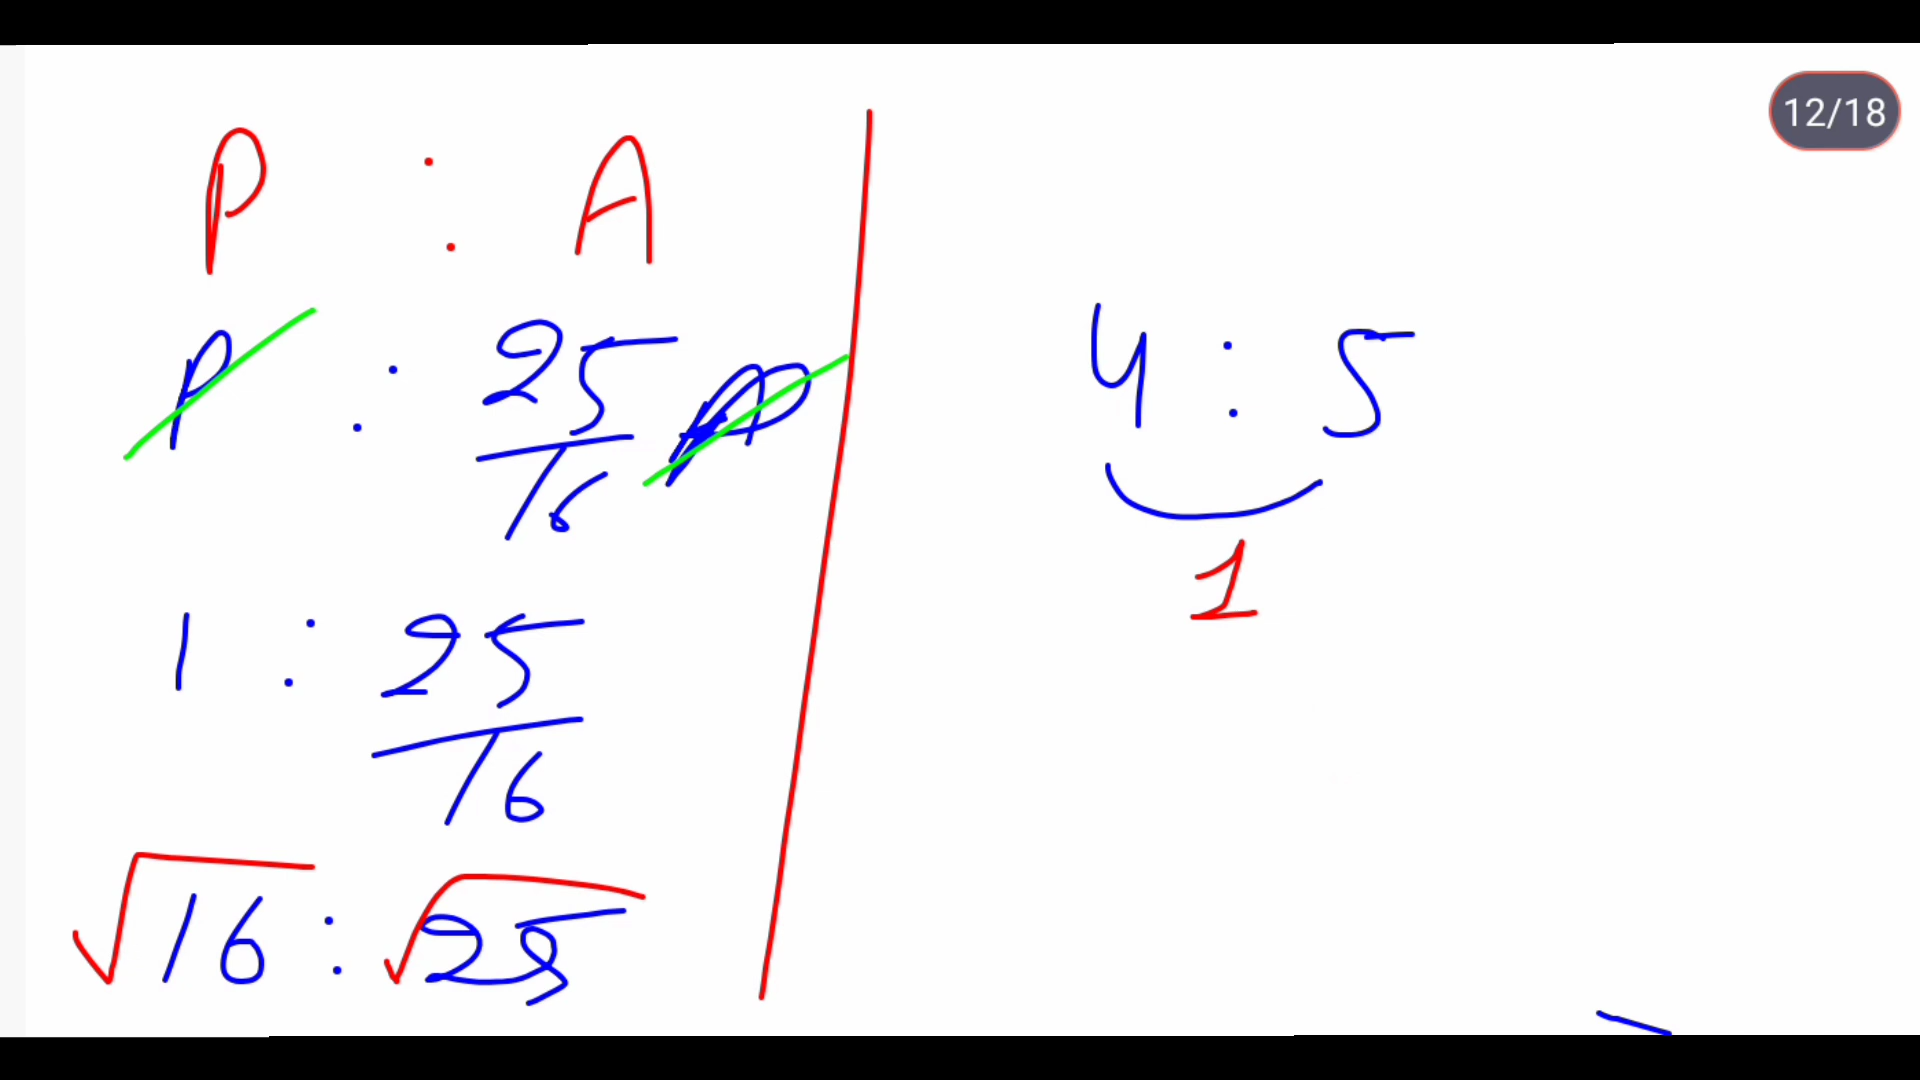 12/18
P : A
P : 25/16 P
1 : 25/16
√16 : √25
4 : 5
1